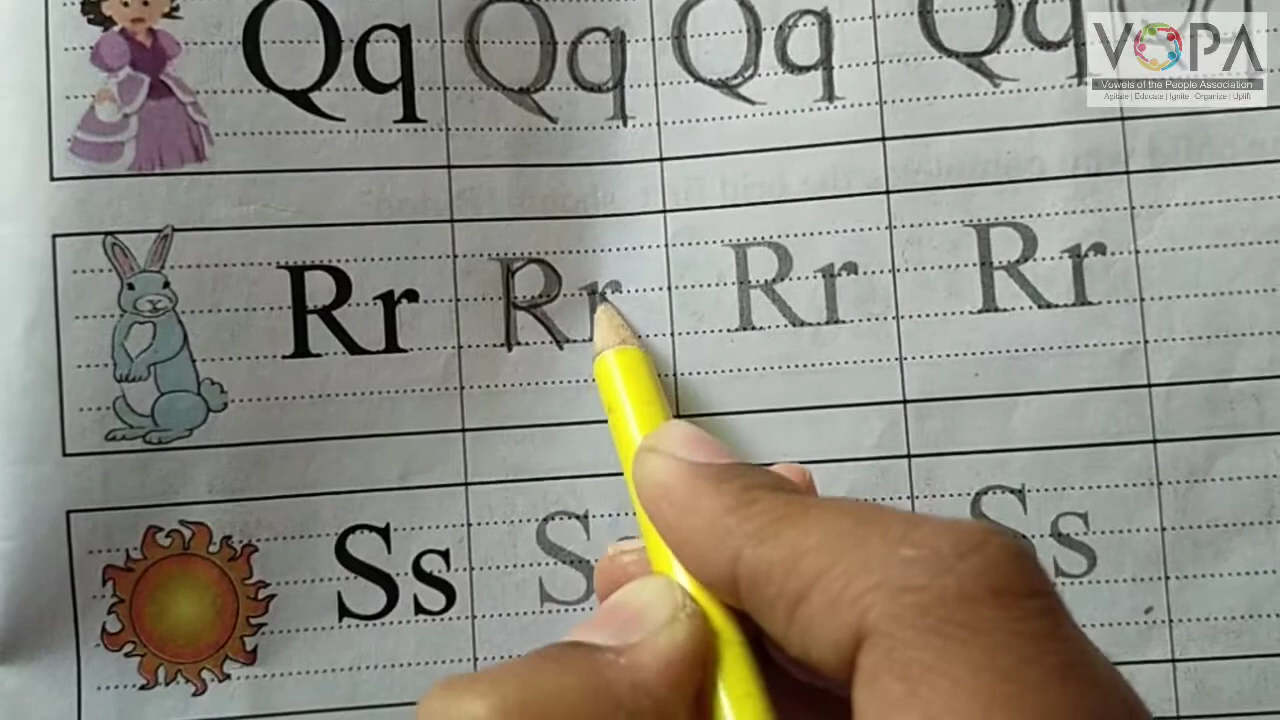 Qq Qq Qq Qq
VOPA
Vowels of the People Association
Agitate | Educate | Ignite | Organize | Uplift
Rr Rr Rr Rr
Ss S Ss